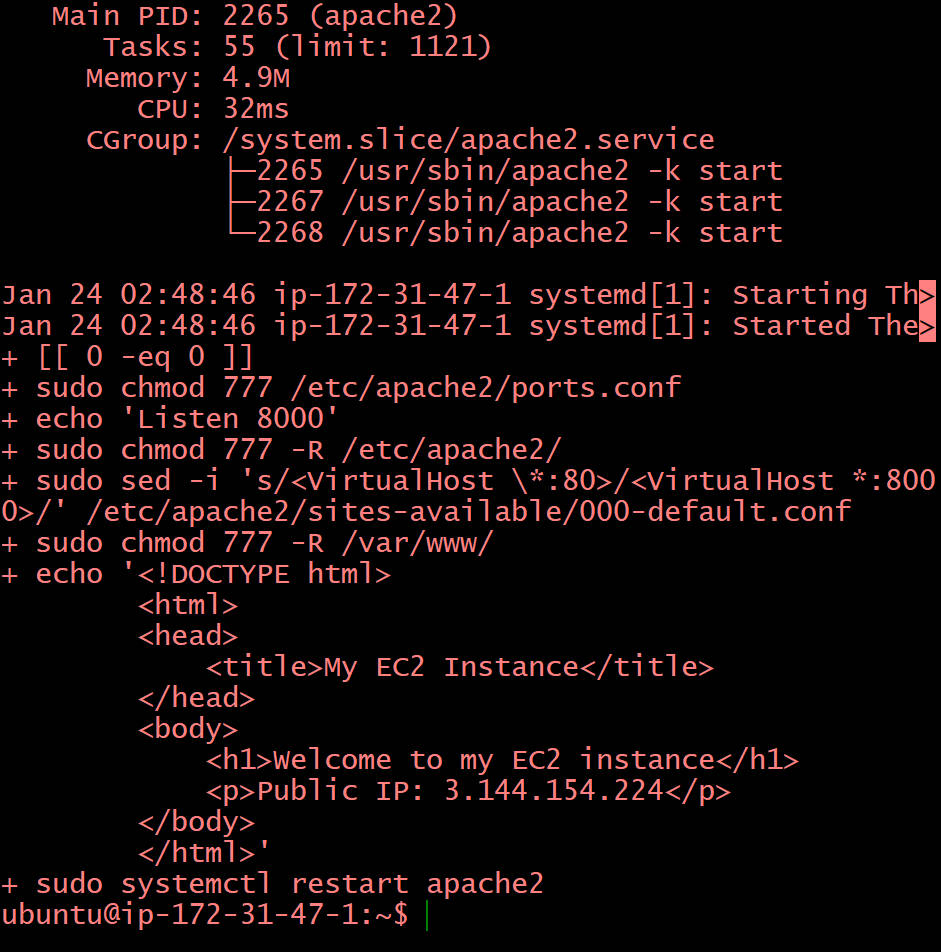 Main PID: 2265 (apache2)
Tasks: 55 (limit: 1121)
Memory: 4.9M
CPU: 32ms
CGroup: /system.slice/apache2.service
├─2265 /usr/sbin/apache2 -k start
├─2267 /usr/sbin/apache2 -k start
└─2268 /usr/sbin/apache2 -k start
Jan 24 02:48:46 ip-172-31-47-1 systemd[1]: Starting Th>
Jan 24 02:48:46 ip-172-31-47-1 systemd[1]: Started The>
+ [[ 0 -eq 0 ]]
+ sudo chmod 777 /etc/apache2/ports.conf
+ echo 'Listen 8000'
+ sudo chmod 777 -R /etc/apache2/
+ sudo sed -i 's/<VirtualHost \*:80>/<VirtualHost *:800
0>/' /etc/apache2/sites-available/000-default.conf
+ sudo chmod 777 -R /var/www/
+ echo '<!DOCTYPE html>
<html>
<head>
<title>My EC2 Instance</title>
</head>
<body>
<h1>Welcome to my EC2 instance</h1>
<p>Public IP: 3.144.154.224</p>
</body>
</html>'
+ sudo systemctl restart apache2
ubuntu@ip-172-31-47-1:~$